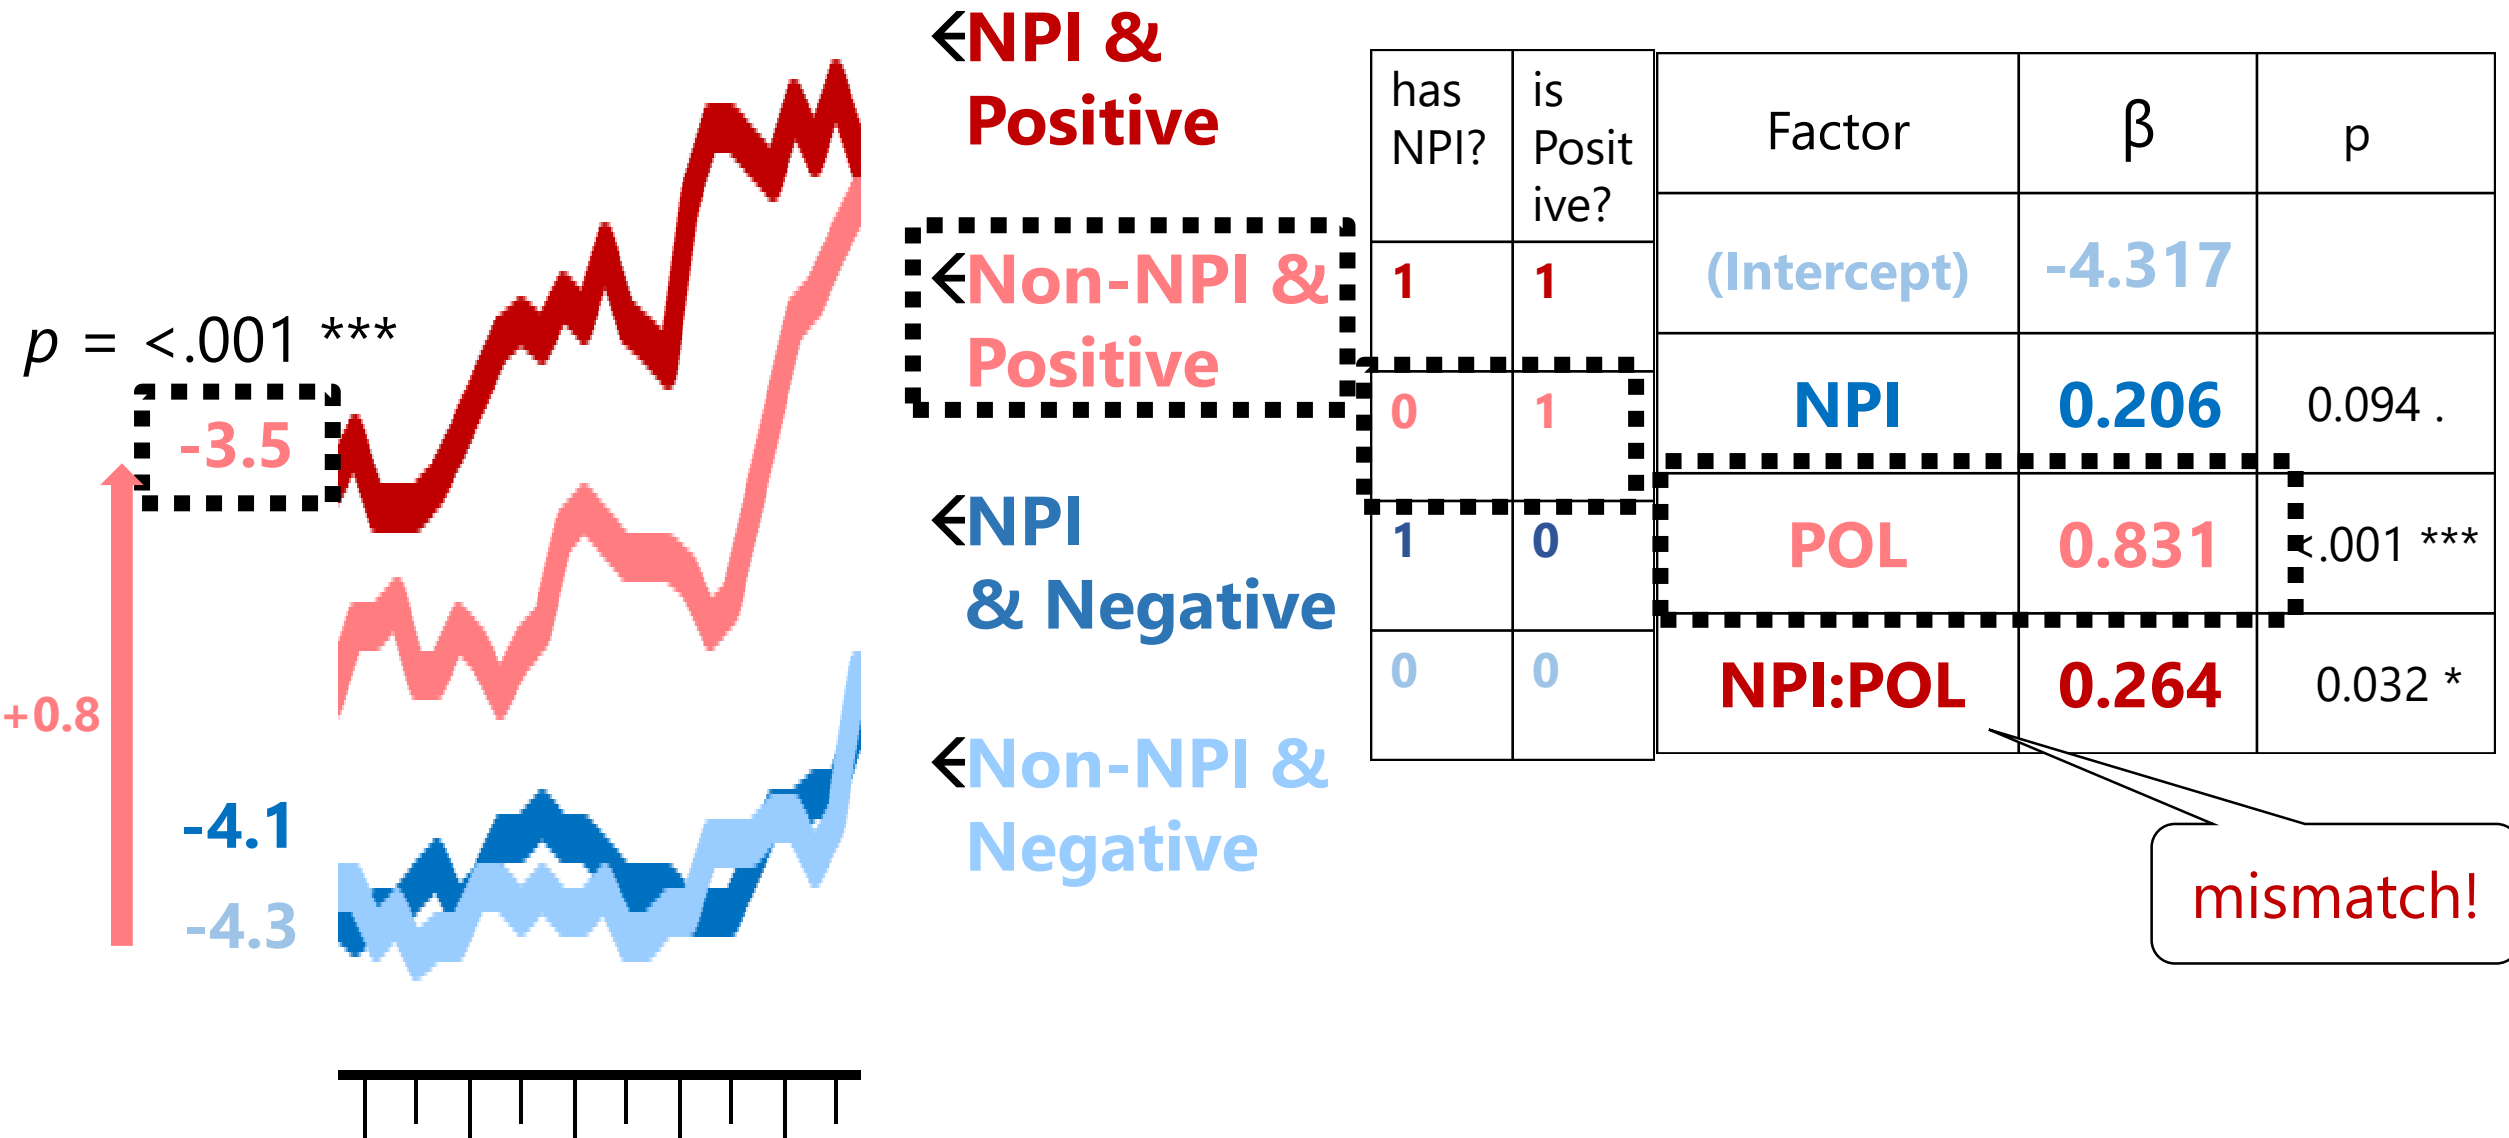 p = <.001 ***
-3.5
+0.8
-4.1
-4.3
←NPI &
Positive
←Non-NPI &
Positive
←NPI
& Negative
←Non-NPI &
Negative
has
NPI?
is
Posit
ive?
1 1
0 1
1 0
0 0
Factor β p
(Intercept) -4.317
NPI 0.206 0.094 .
POL 0.831 <.001 ***
NPI:POL 0.264 0.032 *
mismatch!